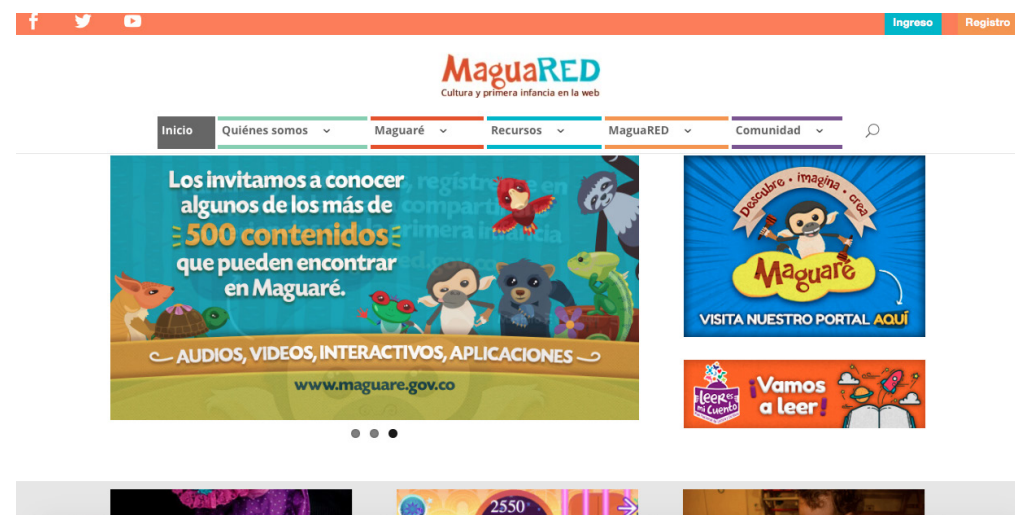 Ingreso
Registro
MaguaRED
Cultura y primera infancia en la web
Inicio
Quiénes somos
Maguaré
Recursos
MaguaRED
Comunidad
Los invitamos a conocer
algunos de los más de
500 contenidos
que pueden encontrar
en Maguaré.
AUDIOS, VIDEOS, INTERACTIVOS, APLICACIONES
www.maguare.gov.co
Descubre • imagina • crea
Maguaré
VISITA NUESTRO PORTAL AQUÍ
Leer es
mi Cuento
¡Vamos
a leer!
2550